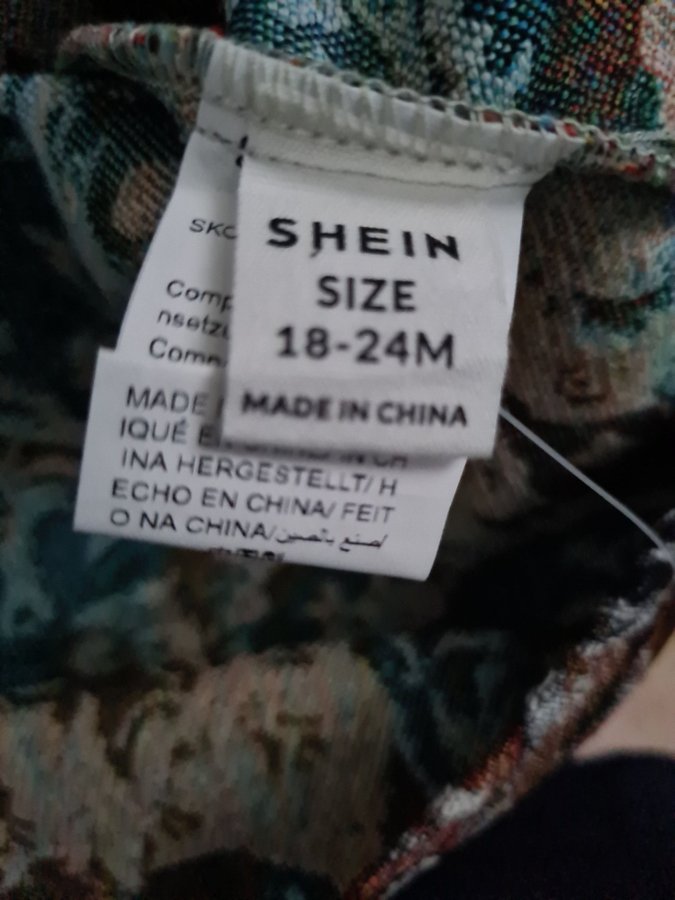 SHEIN
SIZE
18-24M
MADE IN CHINA
SKC
Comp
nsetzu
Com
MADE
IQUÉ E
INA HERGESTELLT/ H
ECHO EN CHINA/ FEIT
O NA CHINA/ صنع بالصين/